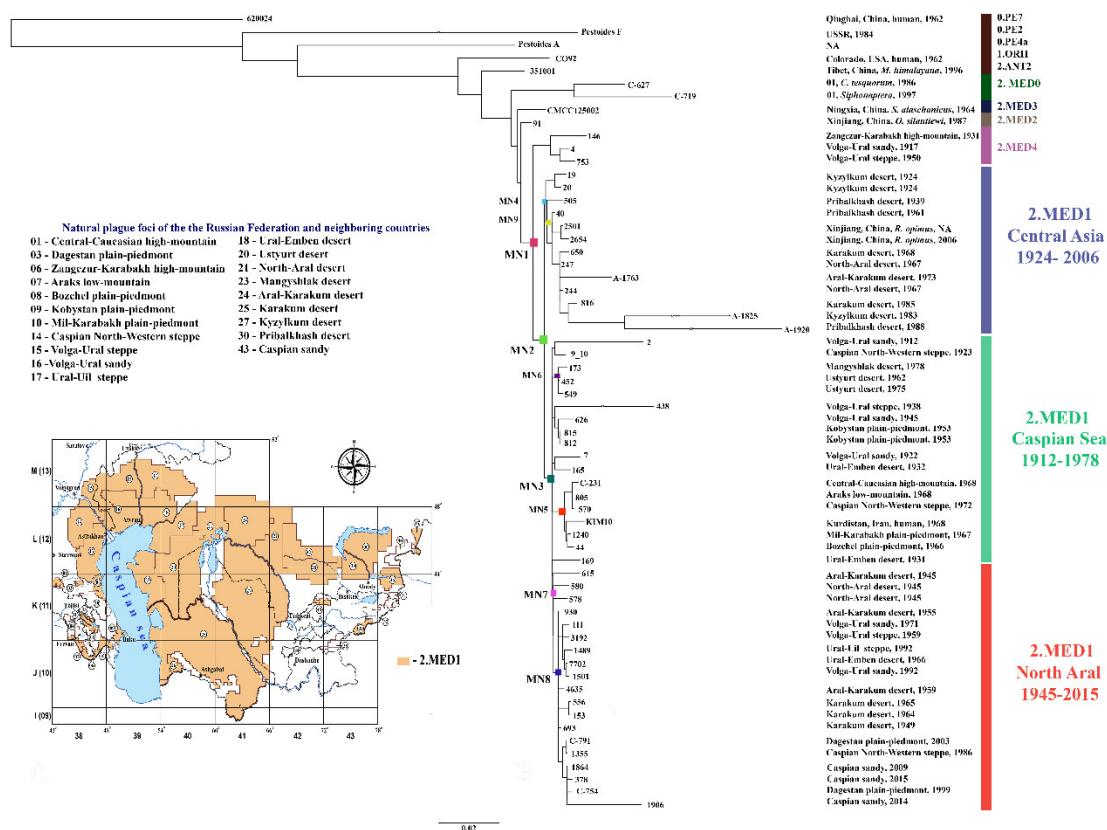 620024
Pestoides F
Pestoides A
CO92
351001
C-627
C-719
CMCC125002
91
146
4
753
MN4
MN9
MN1
19
20
505
40
2501
2654
650
247
A-1763
244
816
A-1825
A-1920
MN2
2
9_10
MN6
173
452
549
438
626
815
812
7
165
MN3
C-231
805
570
MN5
KIM10
1240
44
169
615
580
MN7
578
930
111
3192
1489
7702
MN8
1501
4635
556
153
693
C-791
1355
1864
378
C-754
1906
0.02
Qinghai, China, human, 1962
USSR, 1984
NA
Colorado, USA, human, 1962
Tibet, China, M. himalayana, 1996
01, C. tesquorum, 1986
01, Siphonaptera, 1997
Ningxia, China, S. alaschonicus, 1964
Xinjiang, China, O. silantiewi, 1987
Zangezur-Karabakh high-mountain, 1931
Volga-Ural sandy, 1917
Volga-Ural steppe, 1950
Kyzylkum desert, 1924
Kyzylkum desert, 1924
Pribalkhash desert, 1939
Pribalkhash desert, 1961
Xinjiang, China, R. opimus, NA
Xinjiang, China, R. opimus, 2006
Karakum desert, 1968
North-Aral desert, 1967
Aral-Karakum desert, 1973
North-Aral desert, 1967
Karakum desert, 1985
Kyzylkum desert, 1983
Pribalkhash desert, 1988
Volga-Ural sandy, 1912
Caspian North-Western steppe, 1923
Mangyshlak desert, 1978
Ustyurt desert, 1962
Ustyurt desert, 1975
Volga-Ural steppe, 1938
Volga-Ural sandy, 1945
Kobystan plain-piedmont, 1953
Kobystan plain-piedmont, 1953
Volga-Ural sandy, 1922
Ural-Emben desert, 1932
Central-Caucasian high-mountain, 1968
Araks low-mountain, 1968
Caspian North-Western steppe, 1972
Kurdistan, Iran, human, 1968
Mil-Karabakh plain-piedmont, 1967
Bozchel plain-piedmont, 1966
Ural-Emben desert, 1931
Aral-Karakum desert, 1945
North-Aral desert, 1945
North-Aral desert, 1945
Aral-Karakum desert, 1955
Volga-Ural sandy, 1971
Volga-Ural steppe, 1959
Ural-Uil steppe, 1992
Ural-Emben desert, 1966
Volga-Ural sandy, 1992
Aral-Karakum desert, 1959
Karakum desert, 1965
Karakum desert, 1964
Karakum desert, 1949
Dagestan plain-piedmont, 2003
Caspian North-Western steppe, 1986
Caspian sandy, 2009
Caspian sandy, 2015
Dagestan plain-piedmont, 1999
Caspian sandy, 2014
0.PE7
0.PE2
0.PE4a
1.ORI1
2.ANT2
2. MED0
2.MED3
2.MED2
2.MED4
2.MED1
Central Asia
1924- 2006
2.MED1
Caspian Sea
1912-1978
2.MED1
North Aral
1945-2015
Natural plague foci of the the Russian Federation and neighboring countries
01 - Central-Caucasian high-mountain
03 - Dagestan plain-piedmont
06 - Zangezur-Karabakh high-mountain
07 - Araks low-mountain
08 - Bozchel plain-piedmont
09 - Kobystan plain-piedmont
10 - Mil-Karabakh plain-piedmont
14 - Caspian North-Western steppe
15 - Volga-Ural steppe
16 -Volga-Ural sandy
17 - Ural-Uil steppe
18 - Ural-Emben desert
20 - Ustyurt desert
21 - North-Aral desert
23 - Mangyshlak desert
24 - Aral-Karakum desert
25 - Karakum desert
27 - Kyzylkum desert
30 - Pribalkhash desert
43 - Caspian sandy
M (13)
L (12)
K (11)
J (10)
I (09)
Caspian Sea
Baku
Ashgabat
- 2.MED1
38
39
40
41
42
43